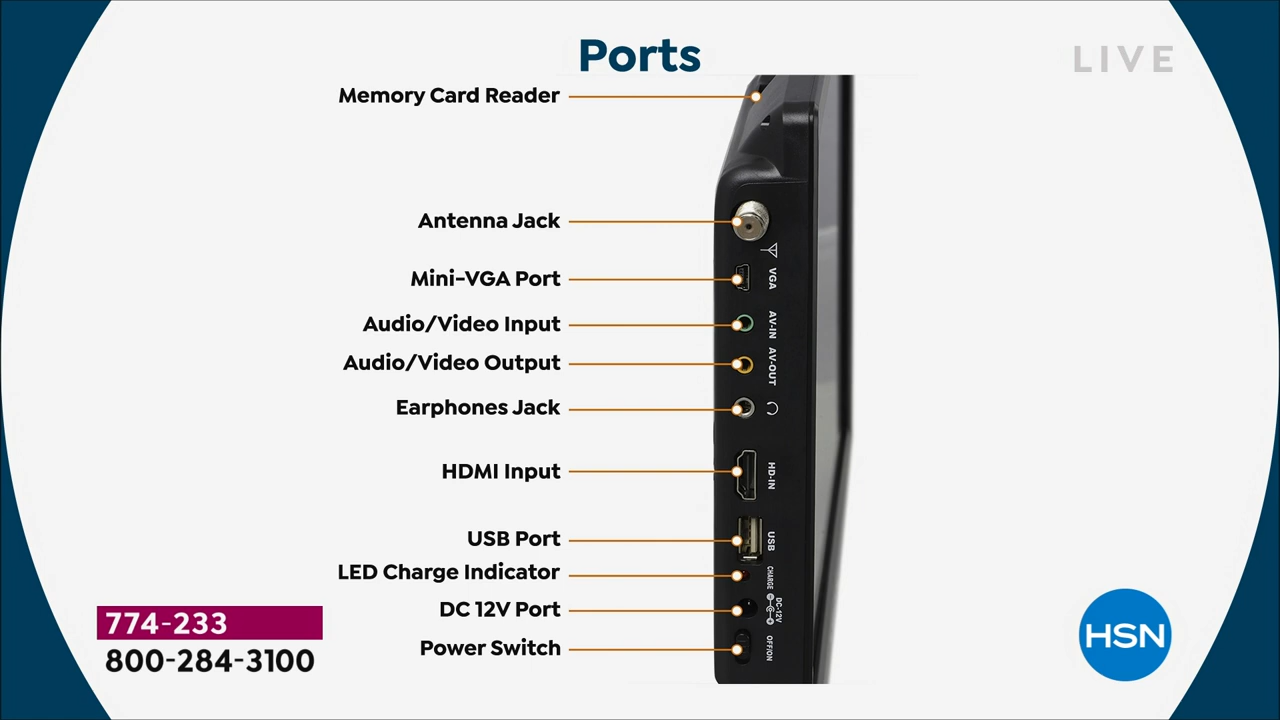 Ports
LIVE
Memory Card Reader
Antenna Jack
Mini-VGA Port
VGA
Audio/Video Input
AV-IN
Audio/Video Output
AV-OUT
Earphones Jack
HDMI Input
HD-IN
USB Port
USB
LED Charge Indicator
CHARGE
DC 12V Port
DC-12V
Power Switch
OFF/ON
774-233
800-284-3100
HSN